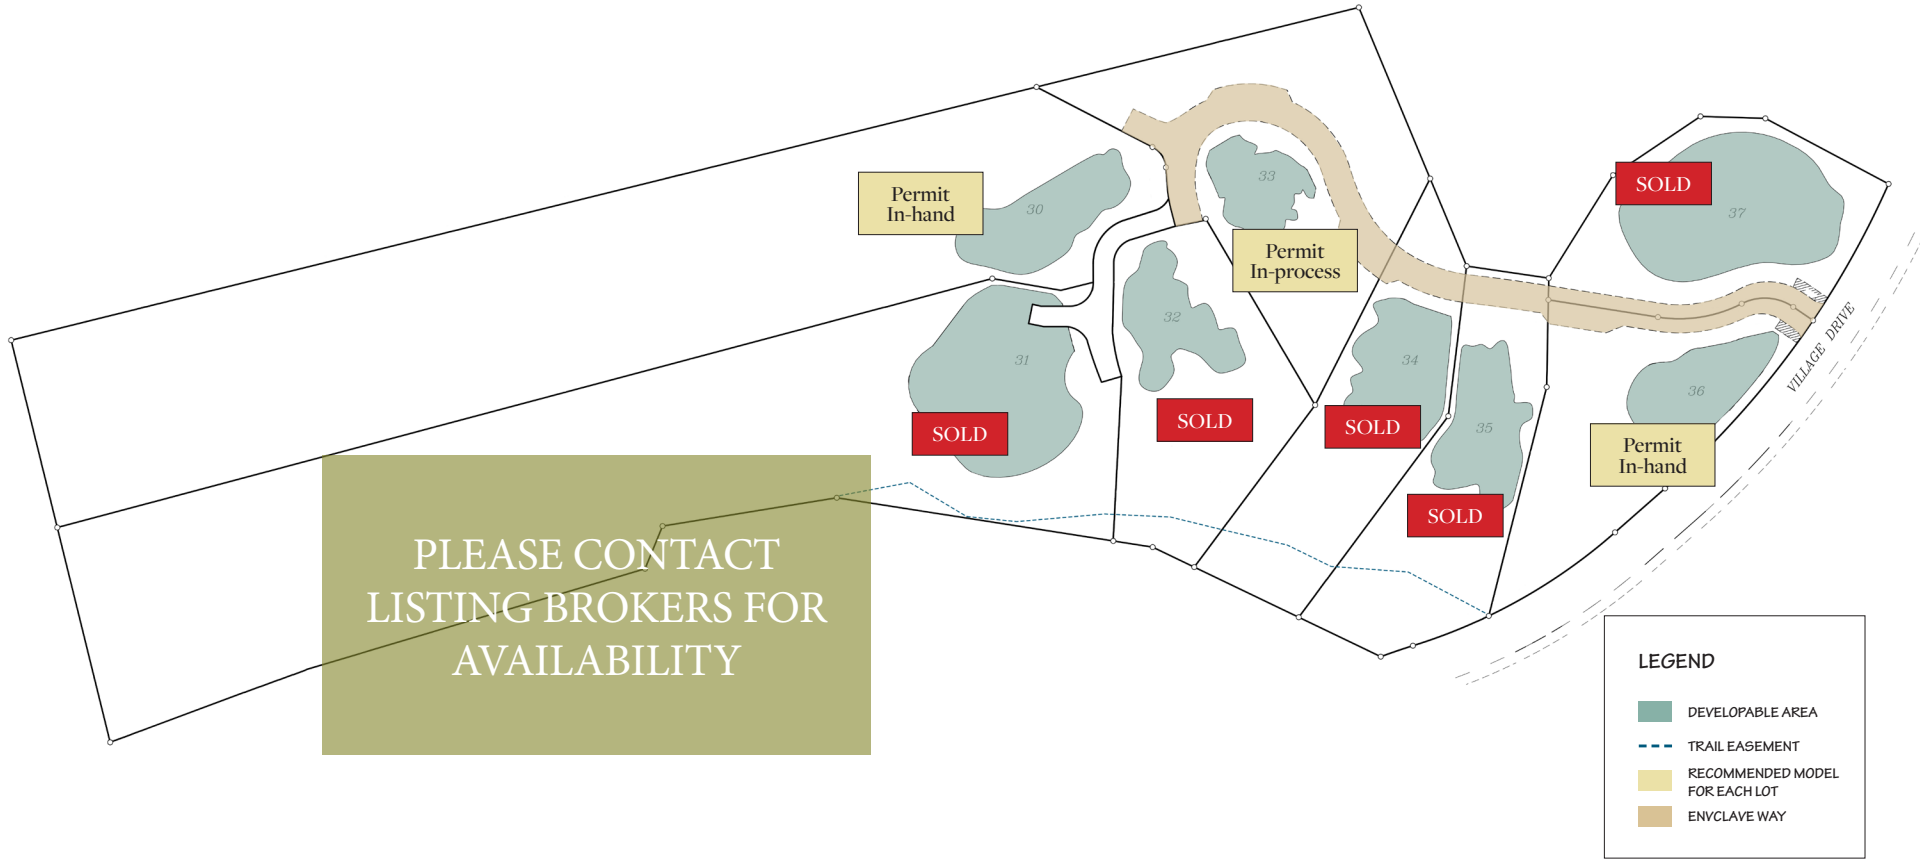 SOLD
37
33
Permit
In-hand
30
Permit
In-process
32
VILLAGE DRIVE
31
34
36
SOLD
SOLD
SOLD
35
Permit
In-hand
SOLD
PLEASE CONTACT
LISTING BROKERS FOR
AVAILABILITY
LEGEND
DEVELOPABLE AREA
TRAIL EASEMENT
RECOMMENDED MODEL
FOR EACH LOT
ENVCLAVE WAY